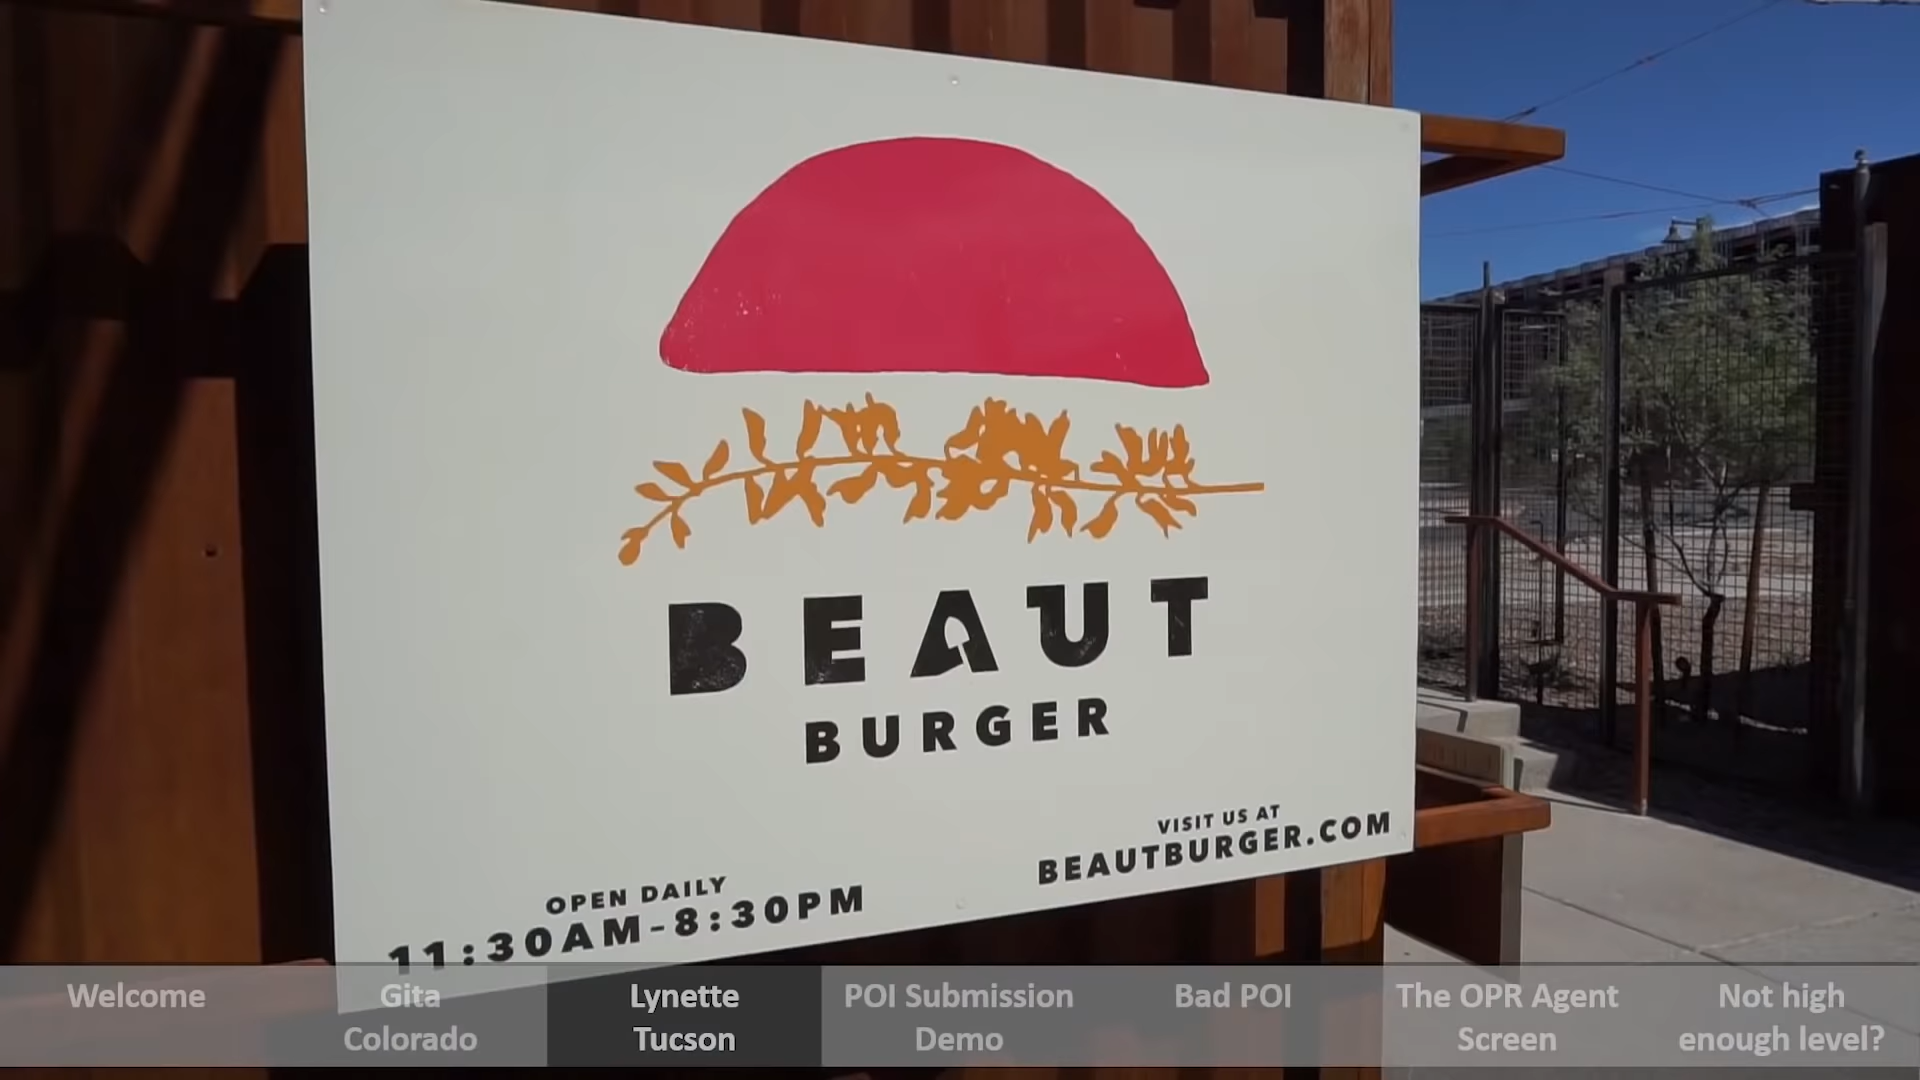 BEAUT
BURGER
VISIT US AT
BEAUTBURGER.COM
OPEN DAILY
11:30AM-8:30PM
Welcome
Gita
Colorado
Lynette
Tucson
POI Submission
Demo
Bad POI
The OPR Agent
Screen
Not high
enough level?